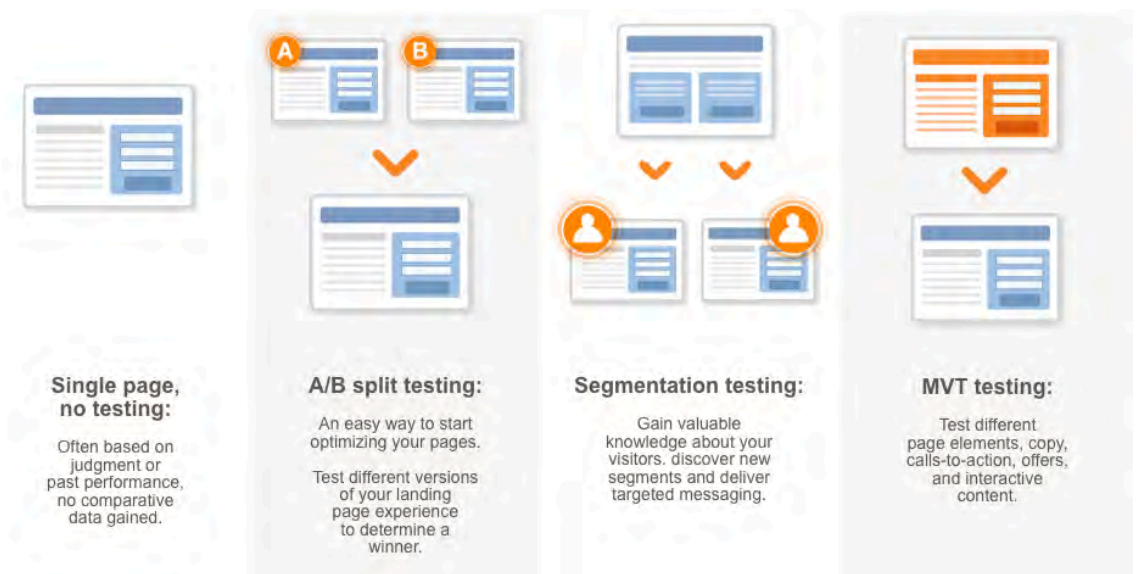 A
B
Single page,
no testing:
Often based on
judgment or
past performance,
no comparative
data gained.
A/B split testing:
An easy way to start
optimizing your pages.
Test different versions
of your landing
page experience
to determine a
winner.
Segmentation testing:
Gain valuable
knowledge about your
visitors. discover new
segments and deliver
targeted messaging.
MVT testing:
Test different
page elements, copy,
calls-to-action, offers,
and interactive
content.